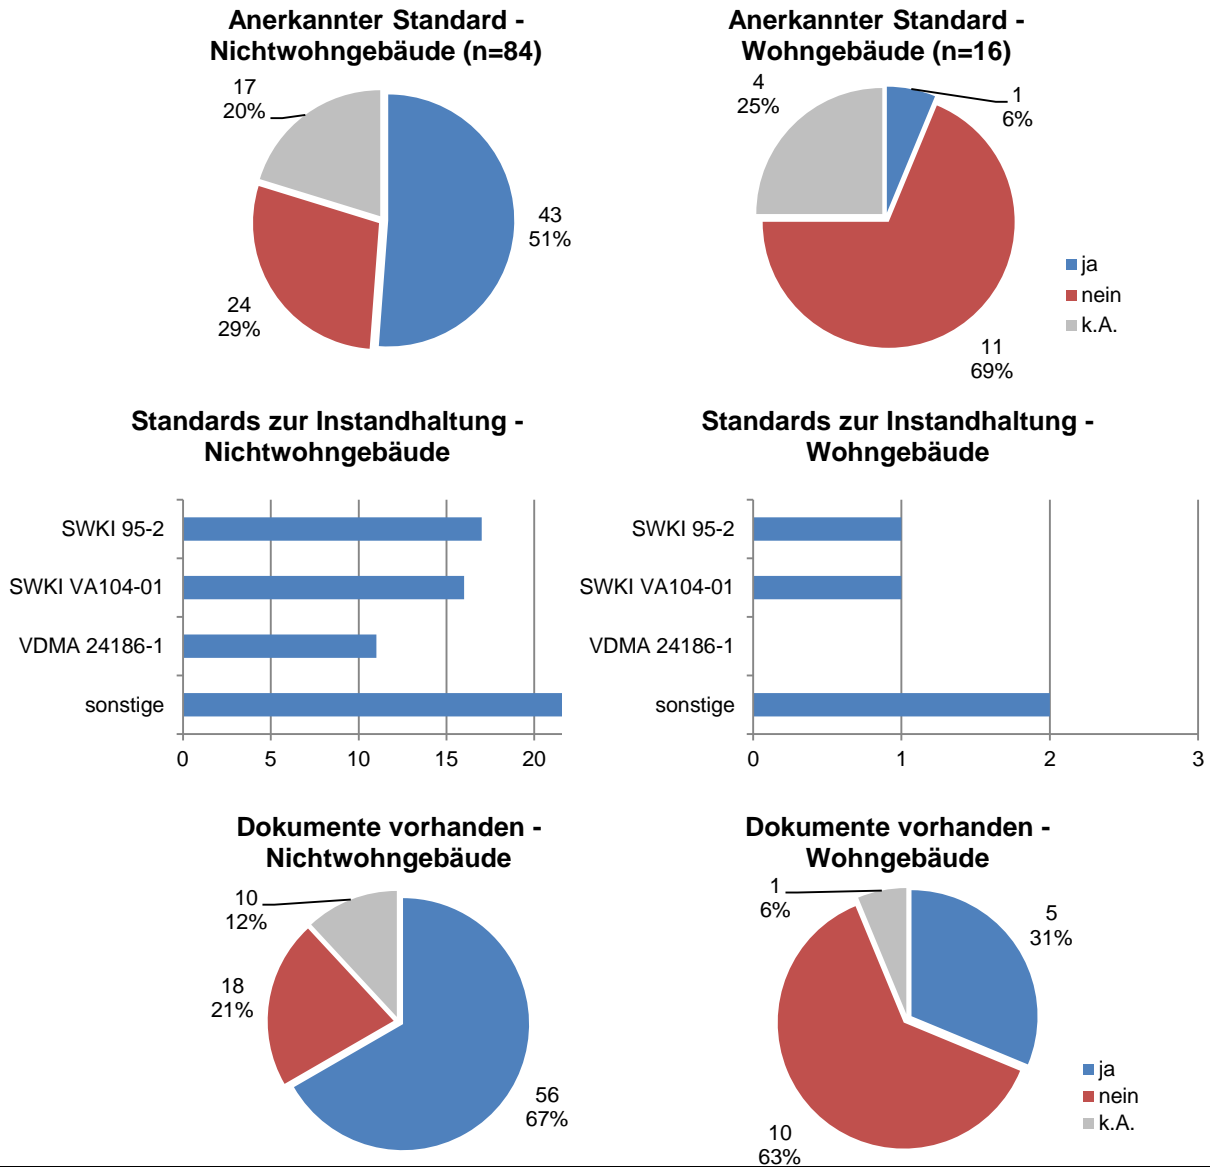 Anerkannter Standard -
Nichtwohngebäude (n=84)
17
20%
43
51%
24
29%
Anerkannter Standard -
Wohngebäude (n=16)
4
25%
1
6%
11
69%
ja
nein
k.A.
Standards zur Instandhaltung -
Nichtwohngebäude
SWKI 95-2
SWKI VA104-01
VDMA 24186-1
sonstige
0 5 10 15 20
Standards zur Instandhaltung -
Wohngebäude
SWKI 95-2
SWKI VA104-01
VDMA 24186-1
sonstige
0 1 2 3
Dokumente vorhanden -
Nichtwohngebäude
10
12%
18
21%
56
67%
Dokumente vorhanden -
Wohngebäude
1
6%
5
31%
10
63%
ja
nein
k.A.